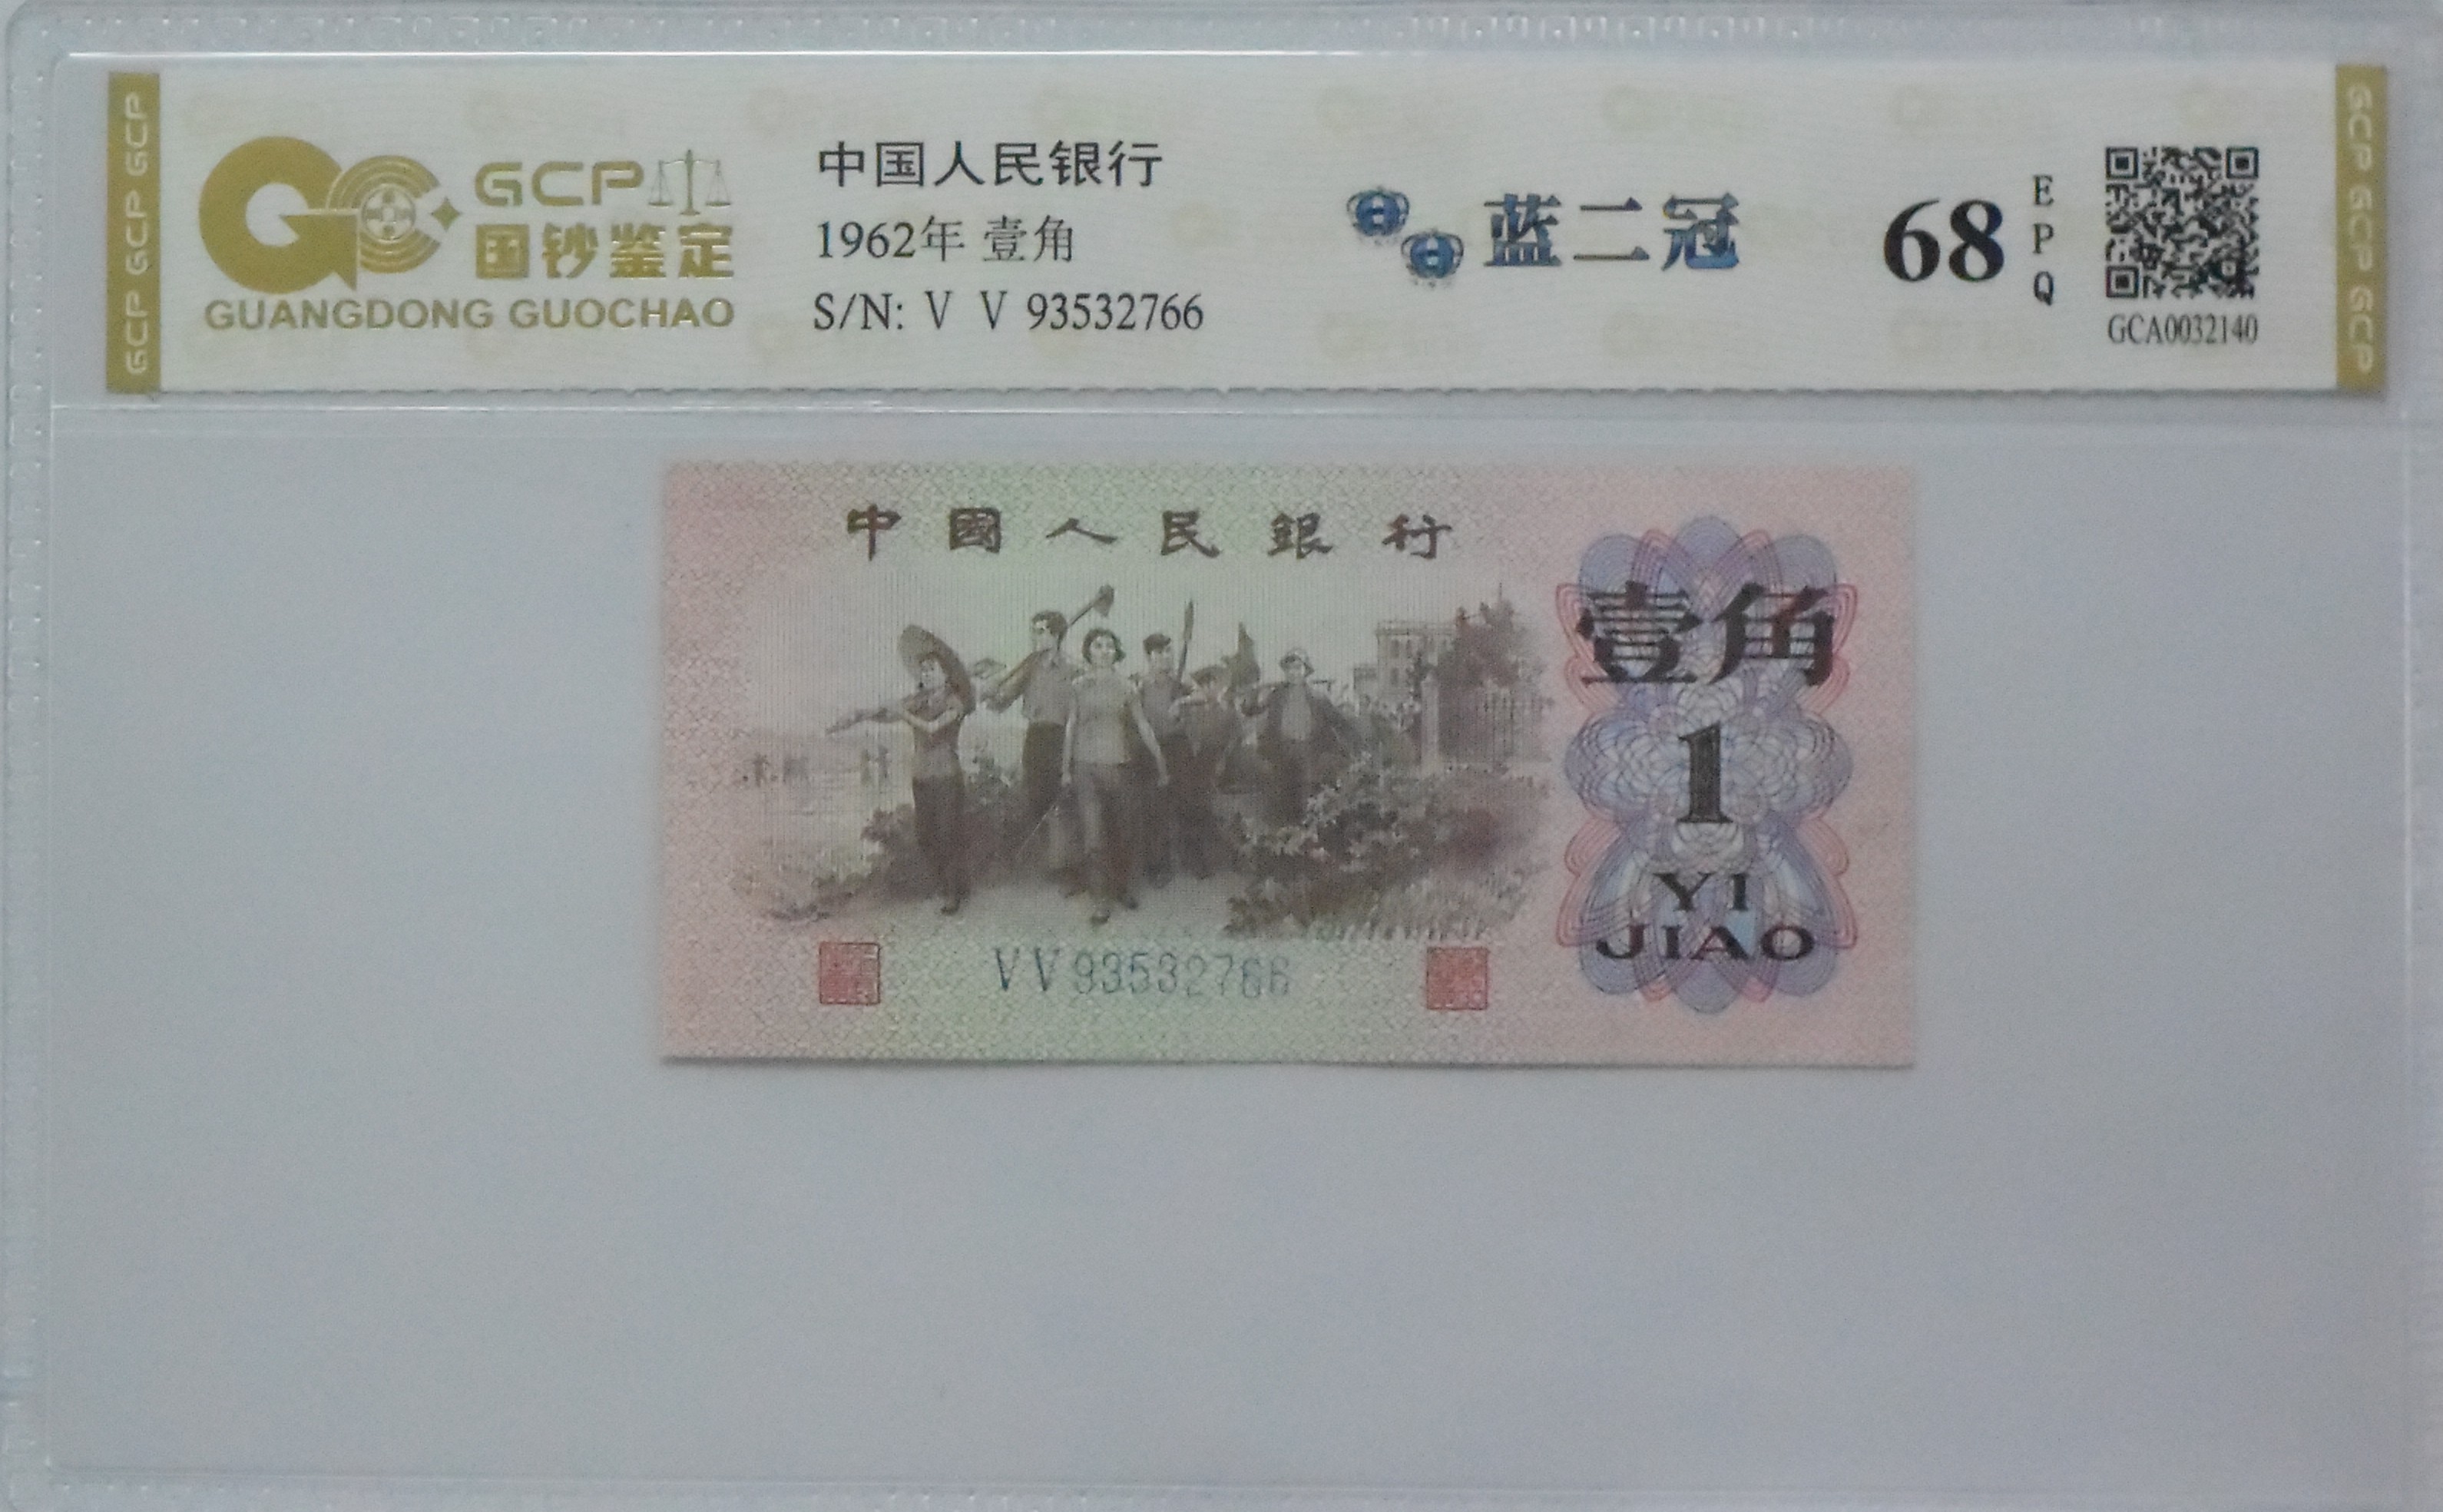 GCP GCP GCP
GCP
国钞鉴定
GUANGDONG GUOCHAO
中国人民银行
1962年 壹角
S/N: V V 93532766
蓝二冠
68
EPQ
GCA0032140
GCP GCP GCP
中國人民銀行
壹角
1
YI
JIAO
VV93532766